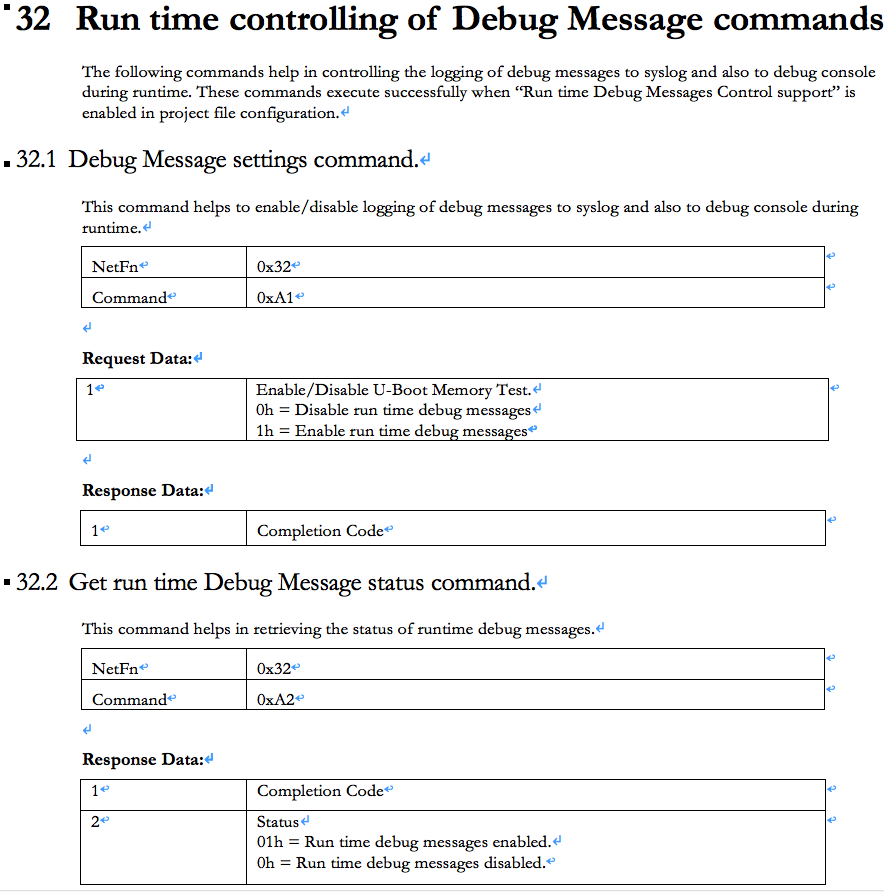 32 Run time controlling of Debug Message commands
The following commands help in controlling the logging of debug messages to syslog and also to debug console
during runtime. These commands execute successfully when “Run time Debug Messages Control support” is
enabled in project file configuration.
32.1 Debug Message settings command.
This command helps to enable/disable logging of debug messages to syslog and also to debug console during
runtime.
NetFn 0x32
Command 0xA1
Request Data:
1 Enable/Disable U-Boot Memory Test.
0h = Disable run time debug messages
1h = Enable run time debug messages
Response Data:
1 Completion Code
32.2 Get run time Debug Message status command.
This command helps in retrieving the status of runtime debug messages.
NetFn 0x32
Command 0xA2
Response Data:
1 Completion Code
2 Status
01h = Run time debug messages enabled.
0h = Run time debug messages disabled.